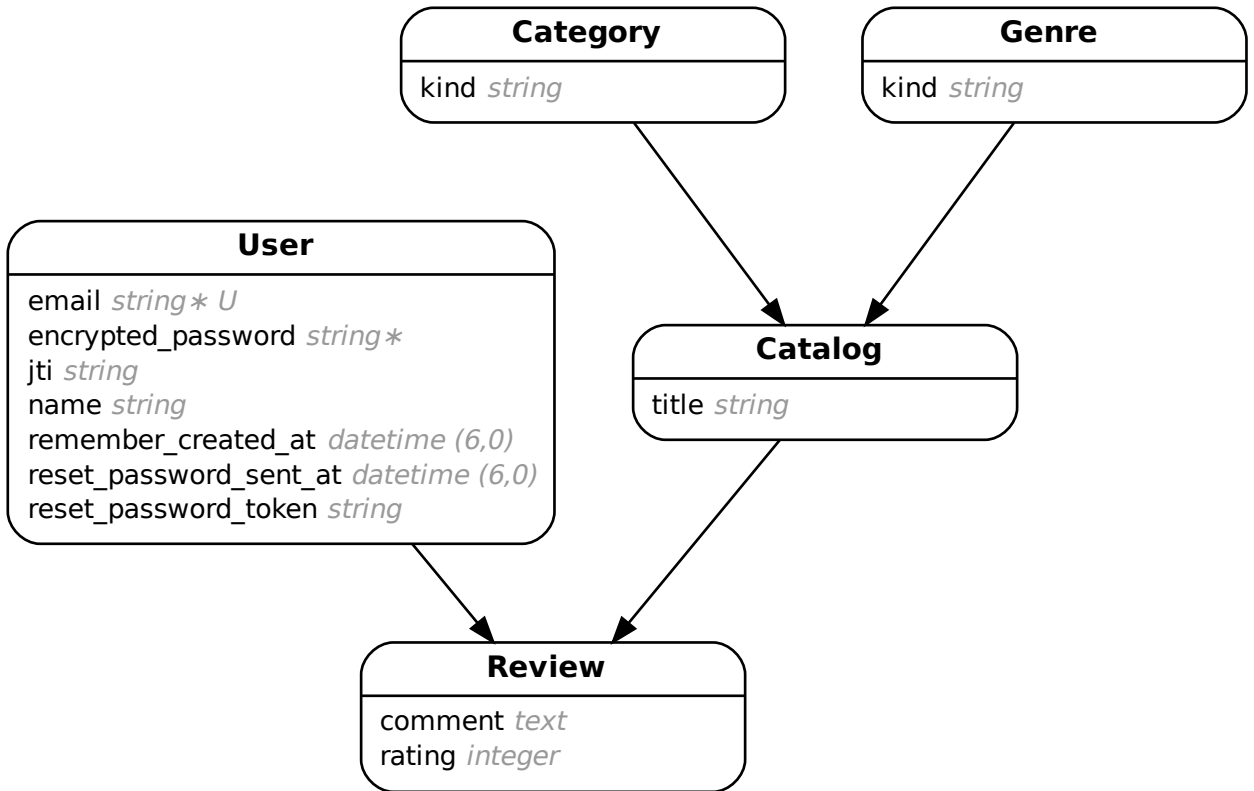 Category
kind string
Genre
kind string
User
email string∗ U
encrypted_password string∗
jti string
name string
remember_created_at datetime (6,0)
reset_password_sent_at datetime (6,0)
reset_password_token string
Catalog
title string
Review
comment text
rating integer